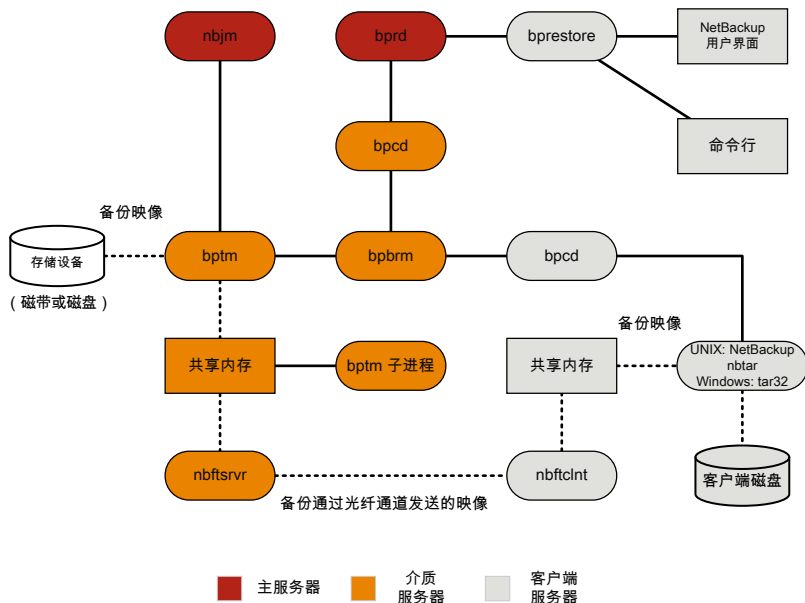 nbjm
bprd
bprestore
NetBackup
用户界面
bpcd
命令行
备份映像
存储设备
bptm
bpbrm
bpcd
（磁带或磁盘）
备份映像
共享内存
bptm 子进程
共享内存
UNIX: NetBackup
nbtar
Windows: tar32
nbftsrvr
nbftclnt
客户端磁盘
备份通过光纤通道发送的映像
主服务器
介质
服务器
客户端
服务器